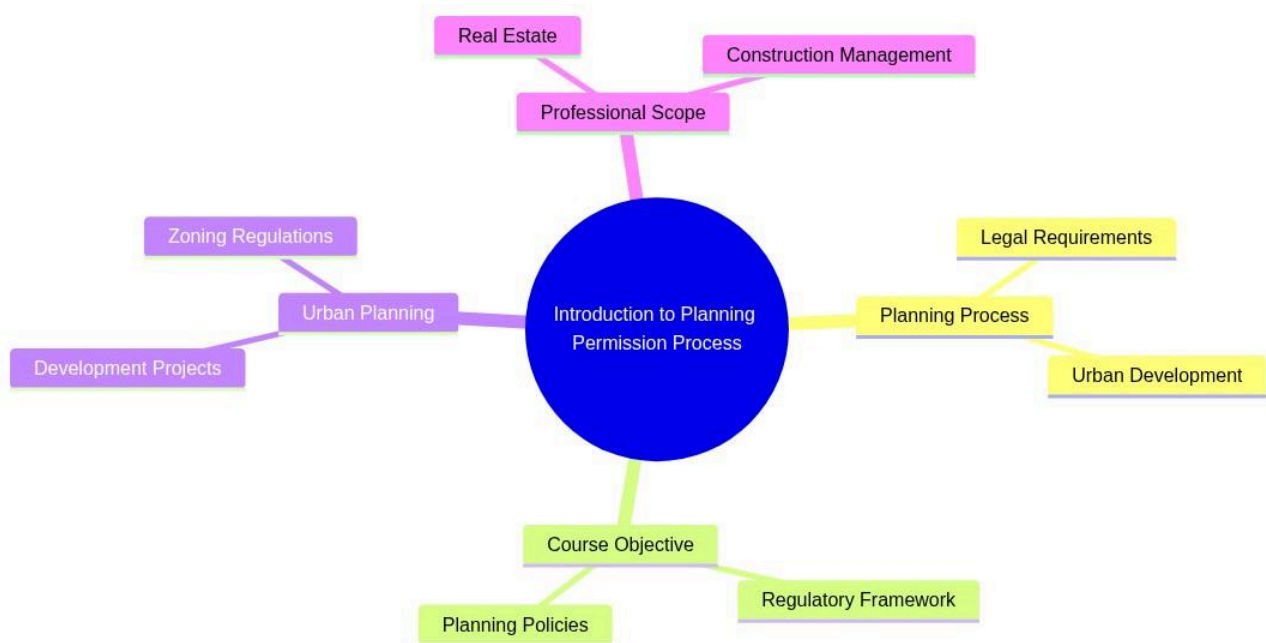 Real Estate
Construction Management
Professional Scope
Zoning Regulations
Legal Requirements
Urban Planning
Introduction to Planning
Permission Process
Planning Process
Development Projects
Urban Development
Course Objective
Regulatory Framework
Planning Policies